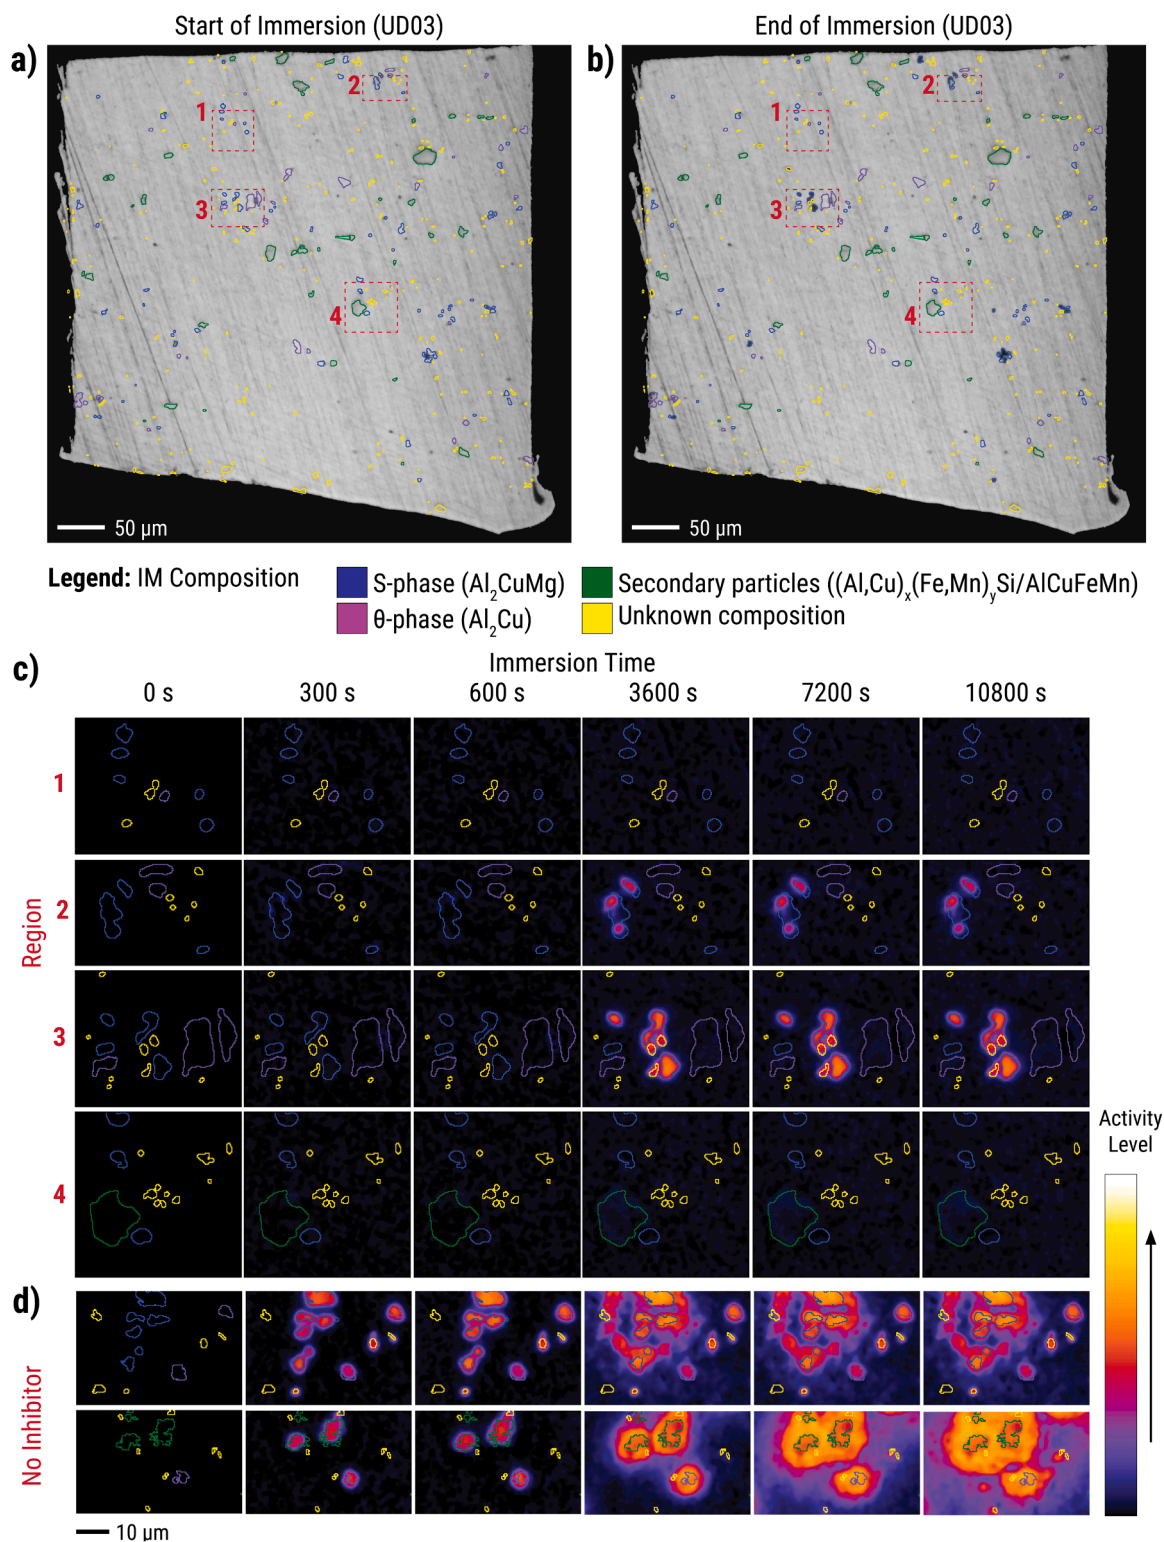 Start of Immersion (UD03)
End of Immersion (UD03)
a)
b)
1
2
3
4
50 µm
1
2
3
4
50 µm
Legend: IM Composition
S-phase (Al2CuMg)
Secondary particles ((Al,Cu)x(Fe,Mn)ySi/AlCuFeMn)
θ-phase (Al2Cu)
Unknown composition
c)
Immersion Time
0 s 300 s 600 s 3600 s 7200 s 10800 s
Region
1
2
3
4
Activity
Level
d)
No Inhibitor
10 µm